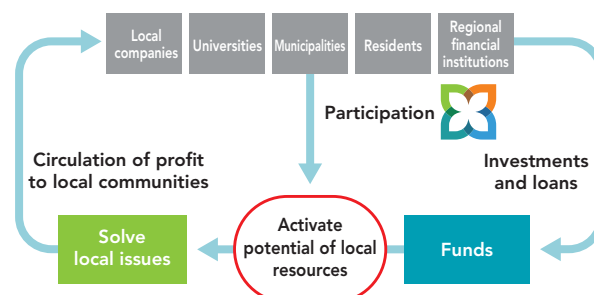 Local
companies
Universities
Municipalities
Residents
Regional
financial
institutions
Participation
Circulation of profit
to local communities
Investments
and loans
Solve
local issues
Activate
potential of local
resources
Funds